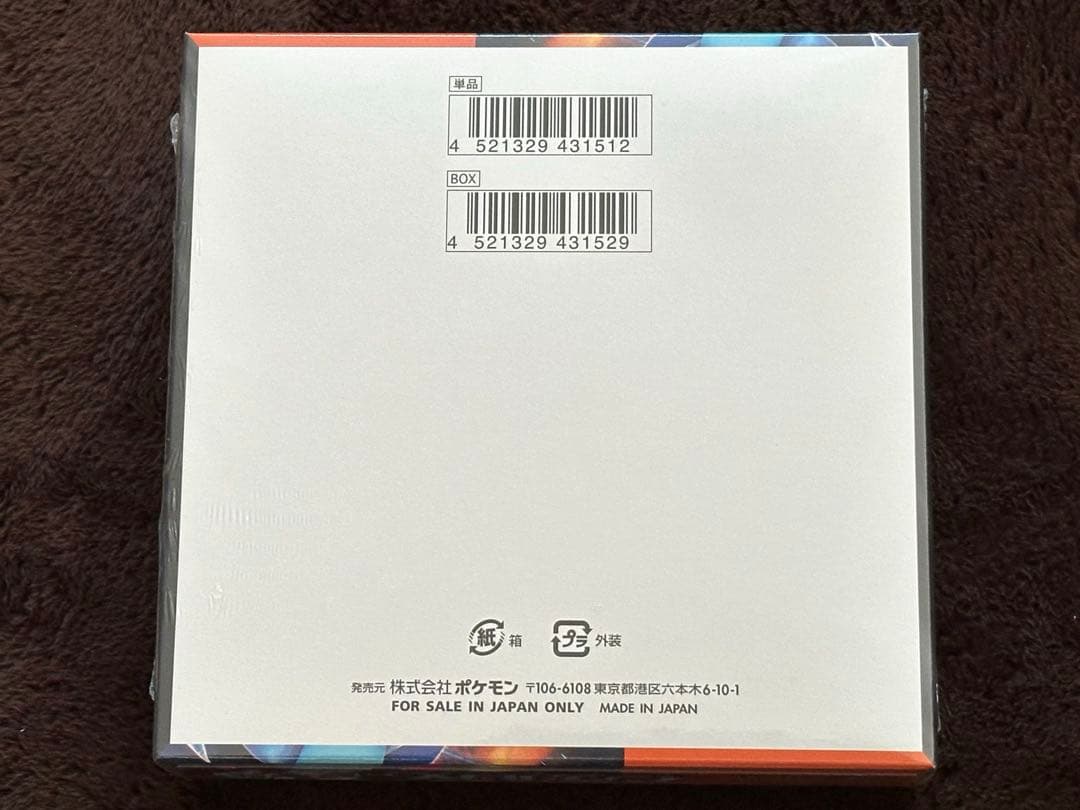 単品
4 521329 431512
BOX
4 521329 431529
紙 箱 プラ 外装
発売元 株式会社ポケモン 〒106-6108 東京都港区六本木6-10-1
FOR SALE IN JAPAN ONLY MADE IN JAPAN